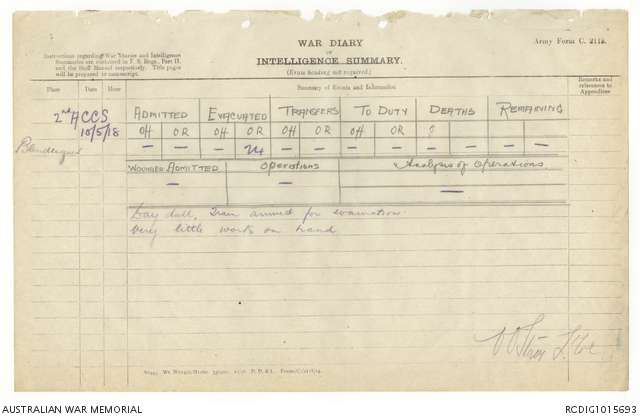 WAR DIARY
OR
INTELLIGENCE SUMMARY.
(Erase heading not required.)
Army Form C. 2118.
Instructions regarding War Diaries and Intelligence
Summaries are contained in F. S. Regs., Part II.
and the Staff Manual respectively. Title pages
will be prepared in manuscript.
Place Date Hour Summary of Events and Information Remarks and
references to
Appendices
2nd ACCS
10/5/18
ADMITTED EVACUATED TRANSFERS TO DUTY DEATHS REMAINING
Off OR Off OR Off OR Off OR
— — — 24 — — — — — — — —
WOUNDED ADMITTED Operations Analysis of Operations
— — —
Day dull, Train arrived for evacuation
Very little work on hand
AUSTRALIAN WAR MEMORIAL
RCDIG1015693